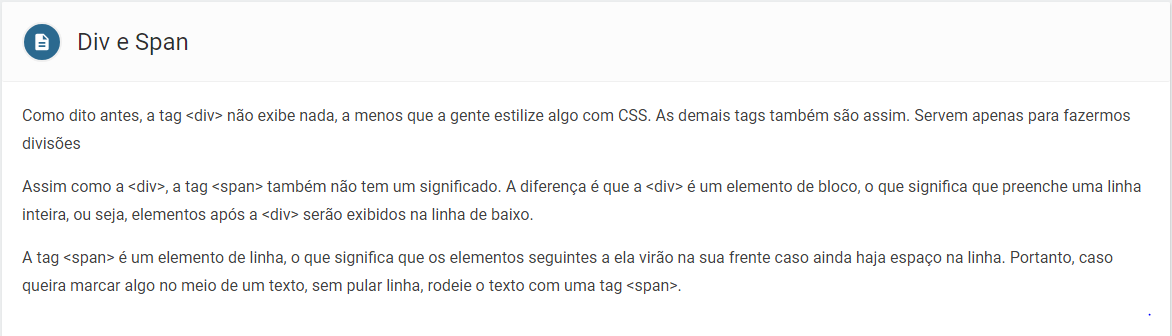 Div e Span
Como dito antes, a tag <div> não exibe nada, a menos que a gente estilize algo com CSS. As demais tags também são assim. Servem apenas para fazermos
divisões
Assim como a <div>, a tag <span> também não tem um significado. A diferença é que a <div> é um elemento de bloco, o que significa que preenche uma linha
inteira, ou seja, elementos após a <div> serão exibidos na linha de baixo.
A tag <span> é um elemento de linha, o que significa que os elementos seguintes a ela virão na sua frente caso ainda haja espaço na linha. Portanto, caso
queira marcar algo no meio de um texto, sem pular linha, rodeie o texto com uma tag <span>.
.